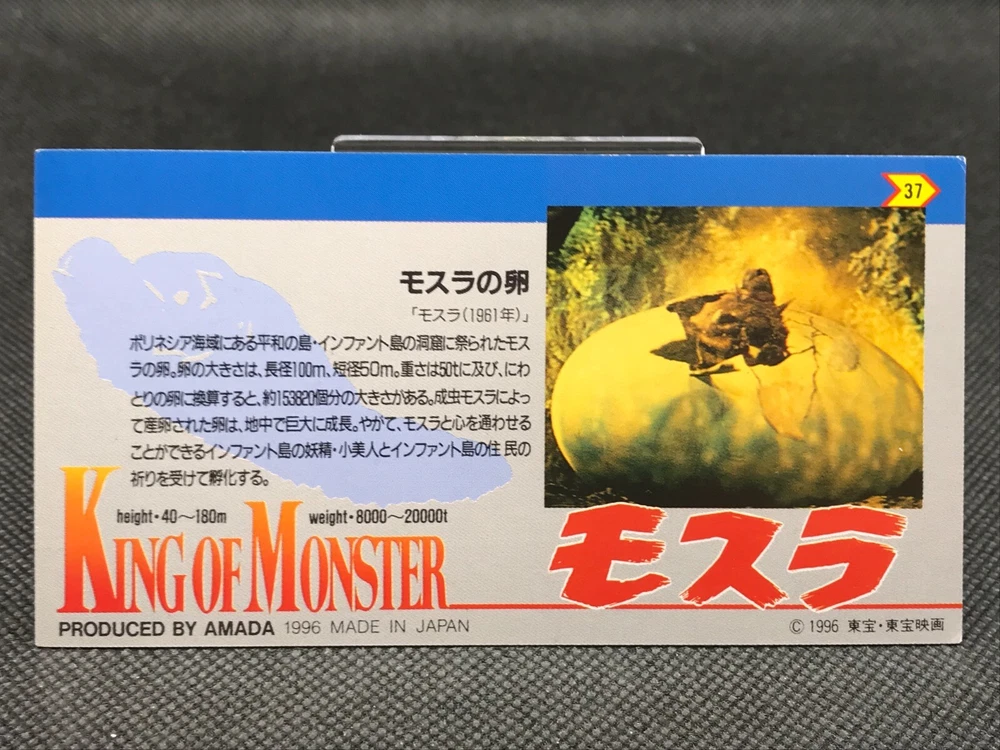 37
モスラの卵
「モスラ(1961年)」
ポリネシア海域にある平和の島・インファント島の洞窟に祭られたモス
ラの卵。卵の大きさは、長径100m、短径50m。重さは50tに及び、にわ
とりの卵に換算すると、約153820個分の大きさがある。成虫モスラによっ
て産卵された卵は、地中で巨大に成長。やがて、モスラと心を通わせる
ことができるインファント島の妖精・小美人とインファント島の住 民の
祈りを受けて孵化する。
height・40〜180m weight・8000〜20000t
KING OF MONSTER
モスラ
PRODUCED BY AMADA 1996 MADE IN JAPAN
© 1996 東宝・東宝映画